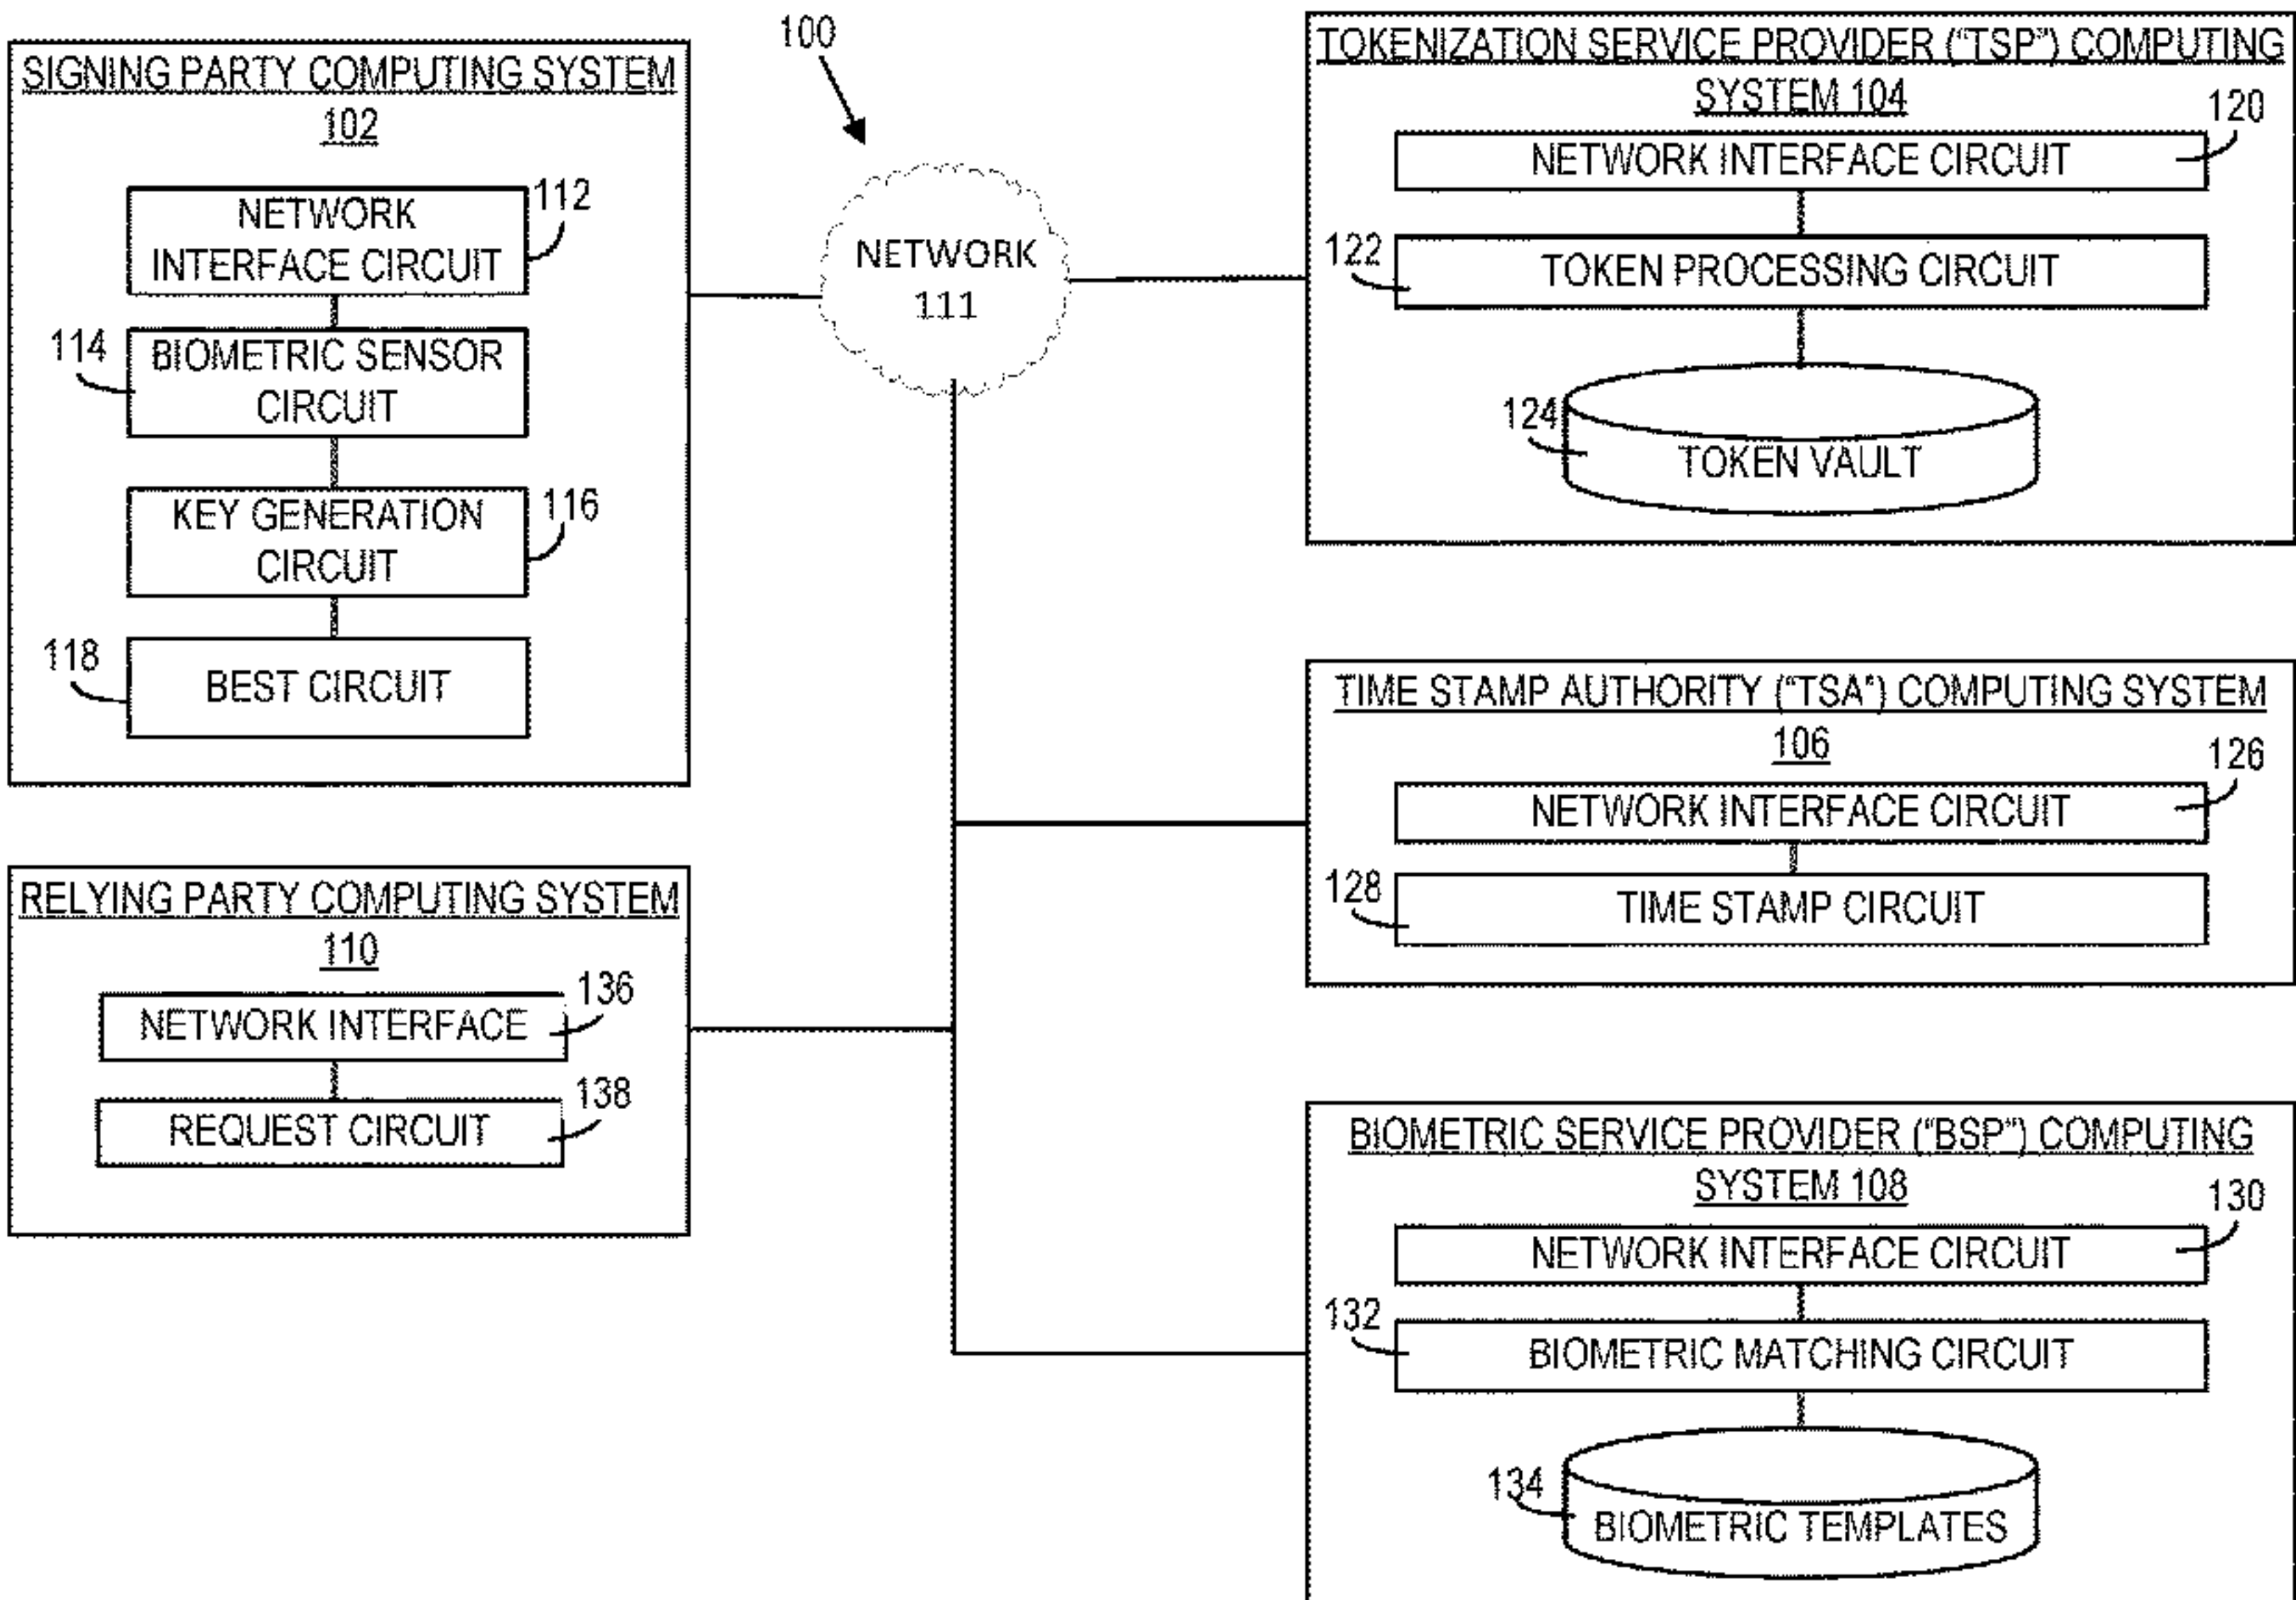 100
SIGNING PARTY COMPUTING SYSTEM
102
NETWORK
INTERFACE CIRCUIT
112
BIOMETRIC SENSOR
CIRCUIT
114
KEY GENERATION
CIRCUIT
116
BEST CIRCUIT
118
NETWORK
111
TOKENIZATION SERVICE PROVIDER ("TSP") COMPUTING
SYSTEM 104
NETWORK INTERFACE CIRCUIT
120
TOKEN PROCESSING CIRCUIT
122
TOKEN VAULT
124
TIME STAMP AUTHORITY ("TSA") COMPUTING SYSTEM
106
NETWORK INTERFACE CIRCUIT
126
TIME STAMP CIRCUIT
128
RELYING PARTY COMPUTING SYSTEM
110
NETWORK INTERFACE
136
REQUEST CIRCUIT
138
BIOMETRIC SERVICE PROVIDER ("BSP") COMPUTING
SYSTEM 108
NETWORK INTERFACE CIRCUIT
130
BIOMETRIC MATCHING CIRCUIT
132
BIOMETRIC TEMPLATES
134